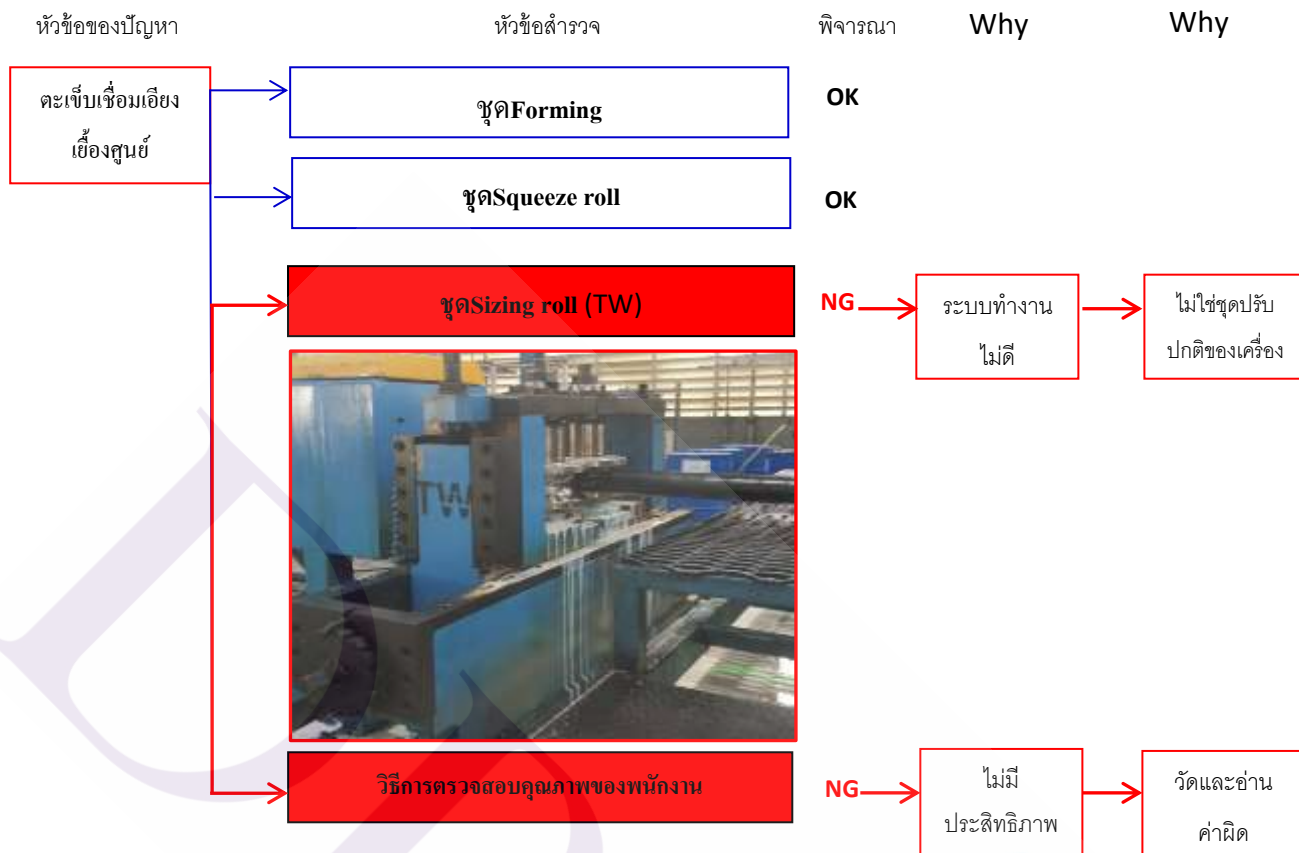 หัวข้อของปัญหา หัวข้อสำรวจ พิจารณา Why Why
ตะเข็บเชื่อมเอียง
เยื้องศูนย์
ชุดForming OK
ชุดSqueeze roll OK
ชุดSizing roll (TW) NG
ระบบทำงาน
ไม่ดี
ไม่ใช่ชุดปรับ
ปกติของเครื่อง
TW
วิธีการตรวจสอบคุณภาพของพนักงาน NG
ไม่มี
ประสิทธิภาพ
วัดและอ่าน
ค่าผิด